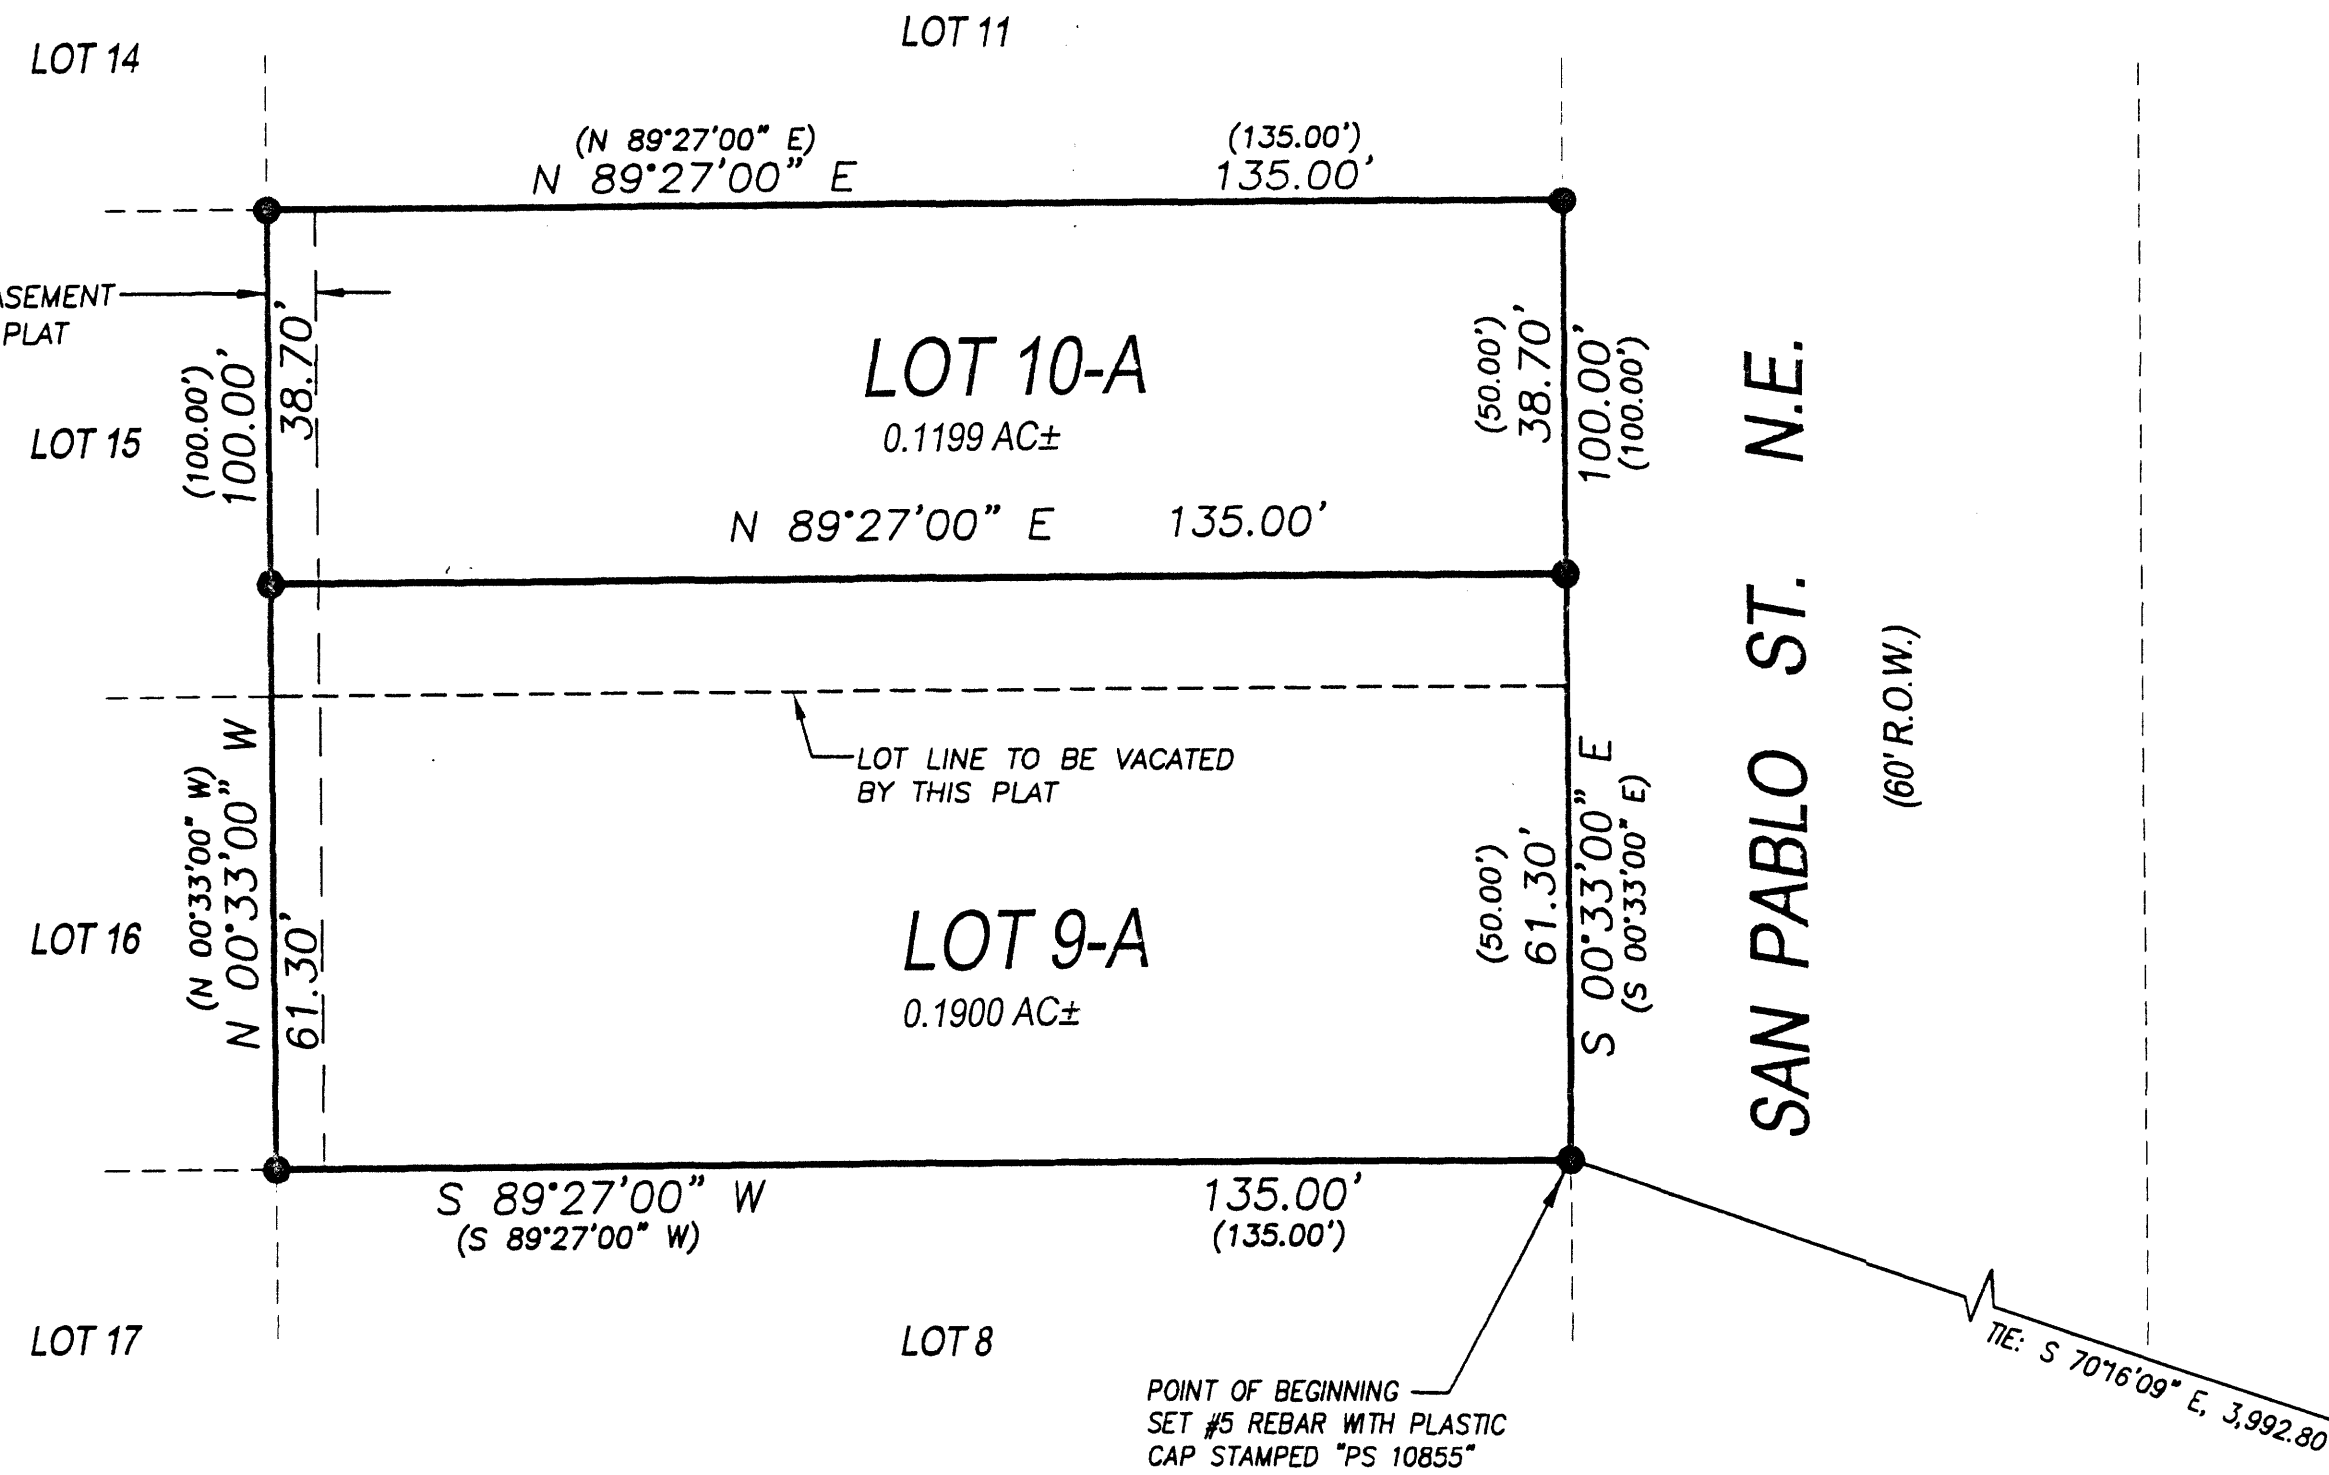 LOT 14
LOT 11
(N 89°27'00" E)
(135.00')
N 89°27'00" E
135.00'
PLAT
(100.00')
100.00'
38.70'
LOT 10-A
0.1199 AC±
(50.00')
38.70'
100.00'
(100.00')
LOT 15
N 89°27'00" E
135.00'
SAN PABLO ST. N.E.
(60' R.O.W.)
LOT LINE TO BE VACATED
BY THIS PLAT
(N 00°33'00" W)
N 00°33'00" W
61.30'
LOT 16
LOT 9-A
0.1900 AC±
(50.00')
61.30'
S 00°33'00" E
(S 00°33'00" E)
S 89°27'00" W
(S 89°27'00" W)
135.00'
(135.00')
LOT 17
LOT 8
POINT OF BEGINNING
SET #5 REBAR WITH PLASTIC
CAP STAMPED "PS 10855"
TIE: S 70°16'09" E, 3,992.80